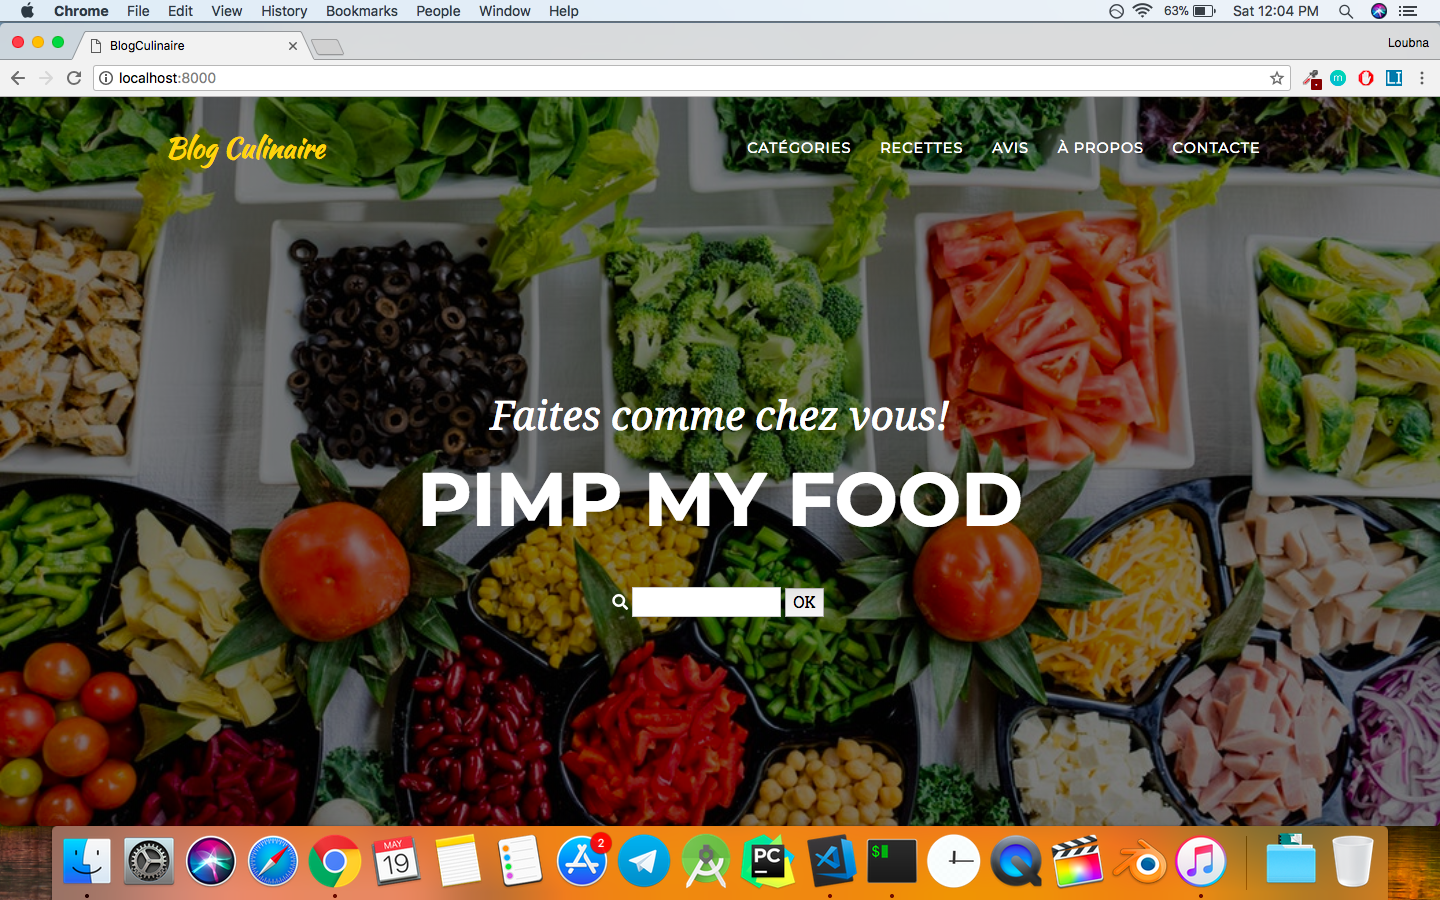 Chrome File Edit View History Bookmarks People Window Help 63% Sat 12:04 PM
BlogCulinaire Loubna
localhost:8000
Blog Culinaire CATÉGORIES RECETTES AVIS À PROPOS CONTACTE
Faites comme chez vous!
PIMP MY FOOD
OK
MAY
19
2
PC
$